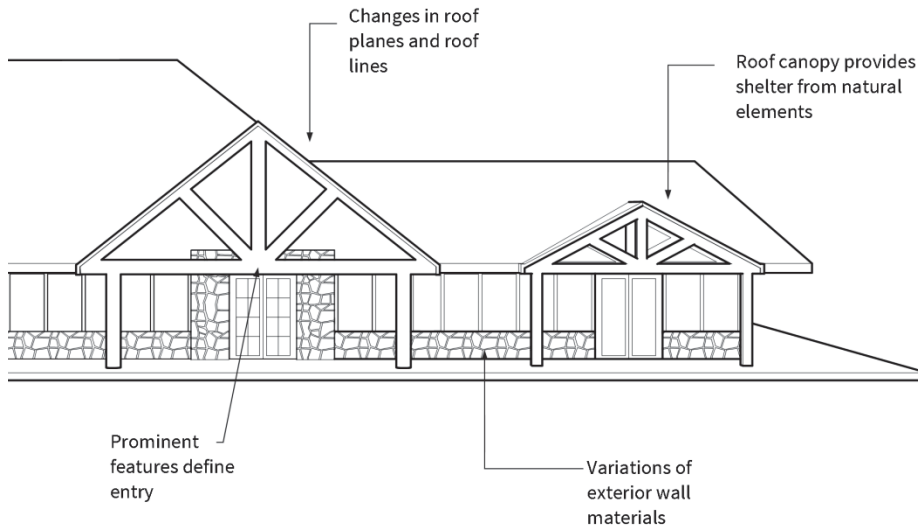 Changes in roof
planes and roof
lines
Roof canopy provides
shelter from natural
elements
Prominent
features define
entry
Variations of
exterior wall
materials